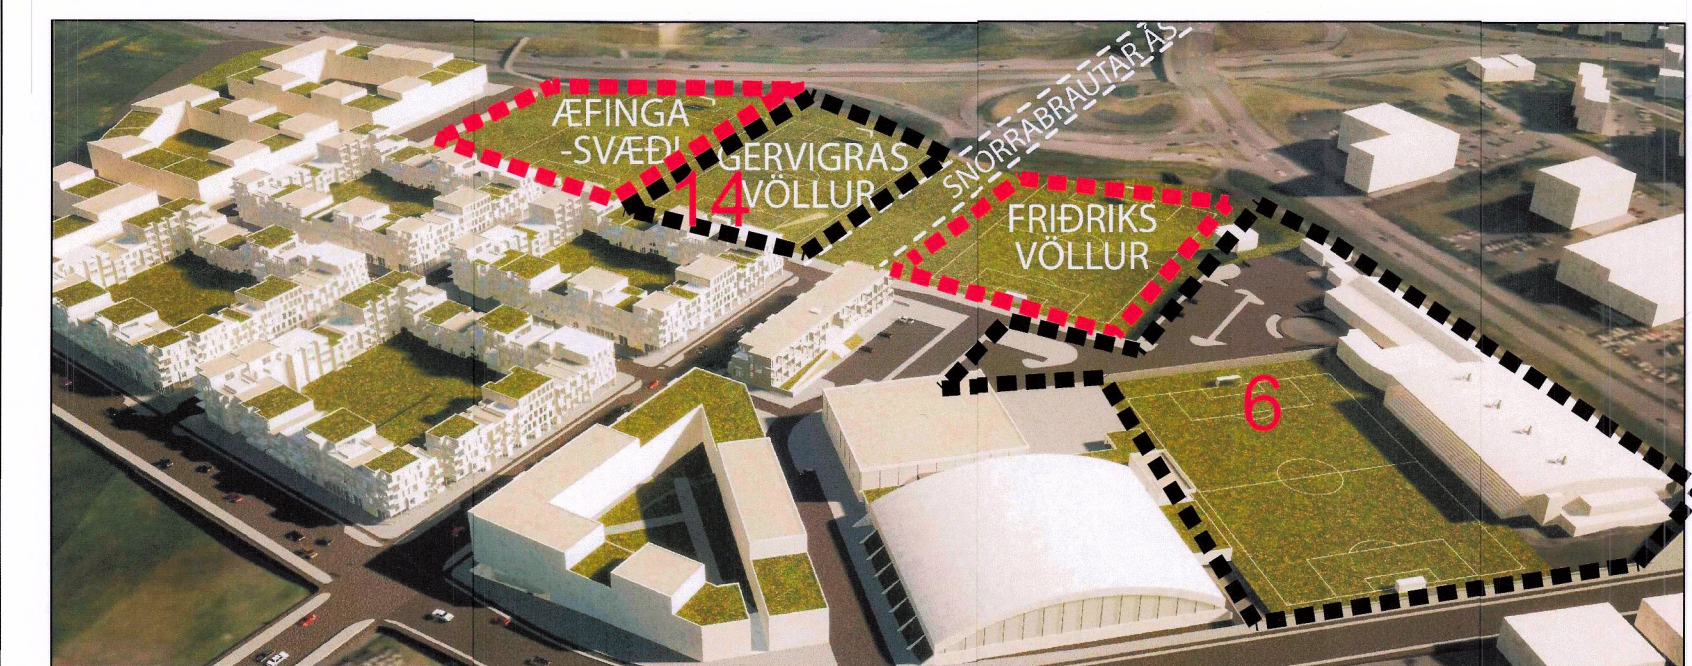 ÆFINGA
-SVÆÐI
GERVIGRAS
VÖLLUR
14
SNORRABRAUTAR ÁS
FRIÐRIKS
VÖLLUR
6